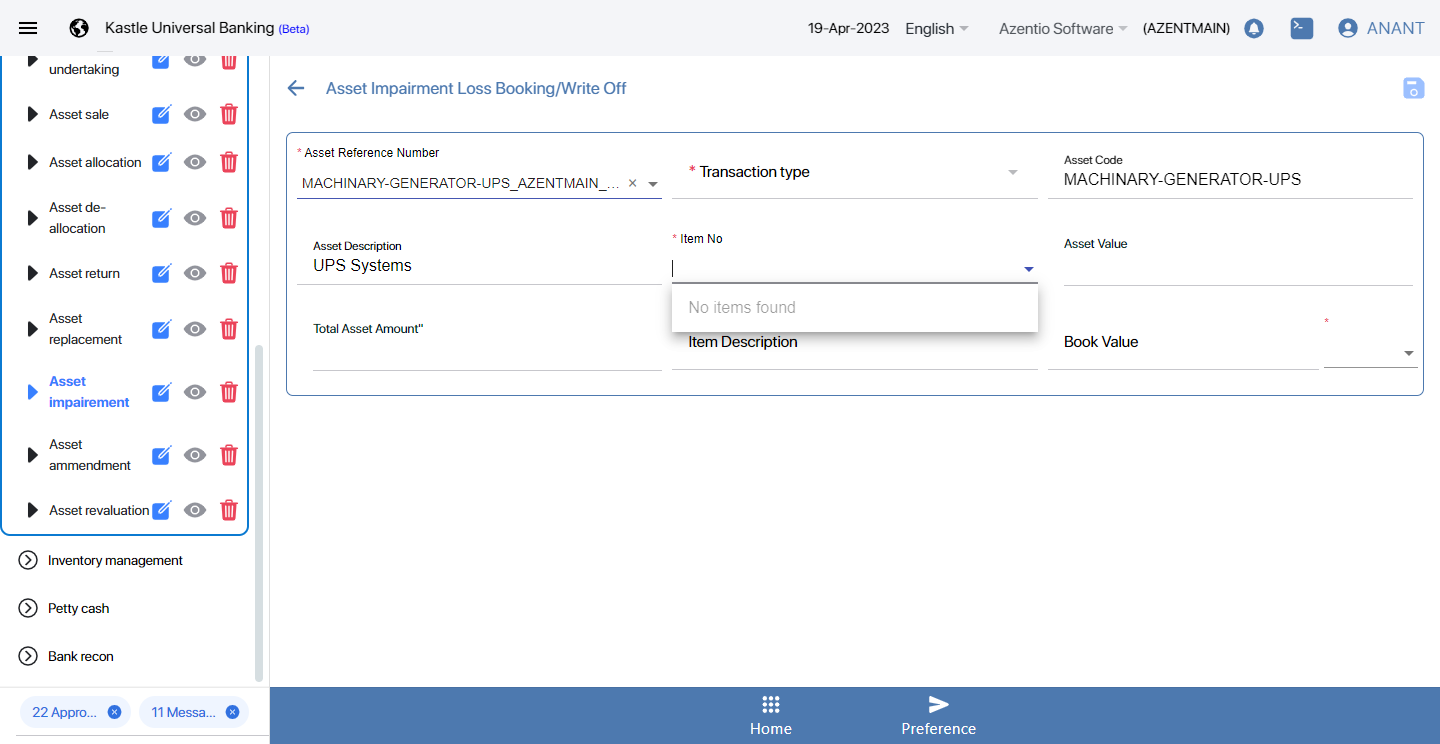 Kastle Universal Banking (Beta)
19-Apr-2023
English
Azentio Software
(AZENTMAIN)
ANANT
undertaking
Asset sale
Asset allocation
Asset de-
allocation
Asset return
Asset
replacement
Asset
impairement
Asset
ammendment
Asset revaluation
Inventory management
Petty cash
Bank recon
22 Appro...
11 Messa...
Asset Impairment Loss Booking/Write Off
* Asset Reference Number
MACHINARY-GENERATOR-UPS_AZENTMAIN_...
* Transaction type
Asset Code
MACHINARY-GENERATOR-UPS
Asset Description
UPS Systems
* Item No
No items found
Asset Value
Total Asset Amount"
Item Description
Book Value
*
Home
Preference